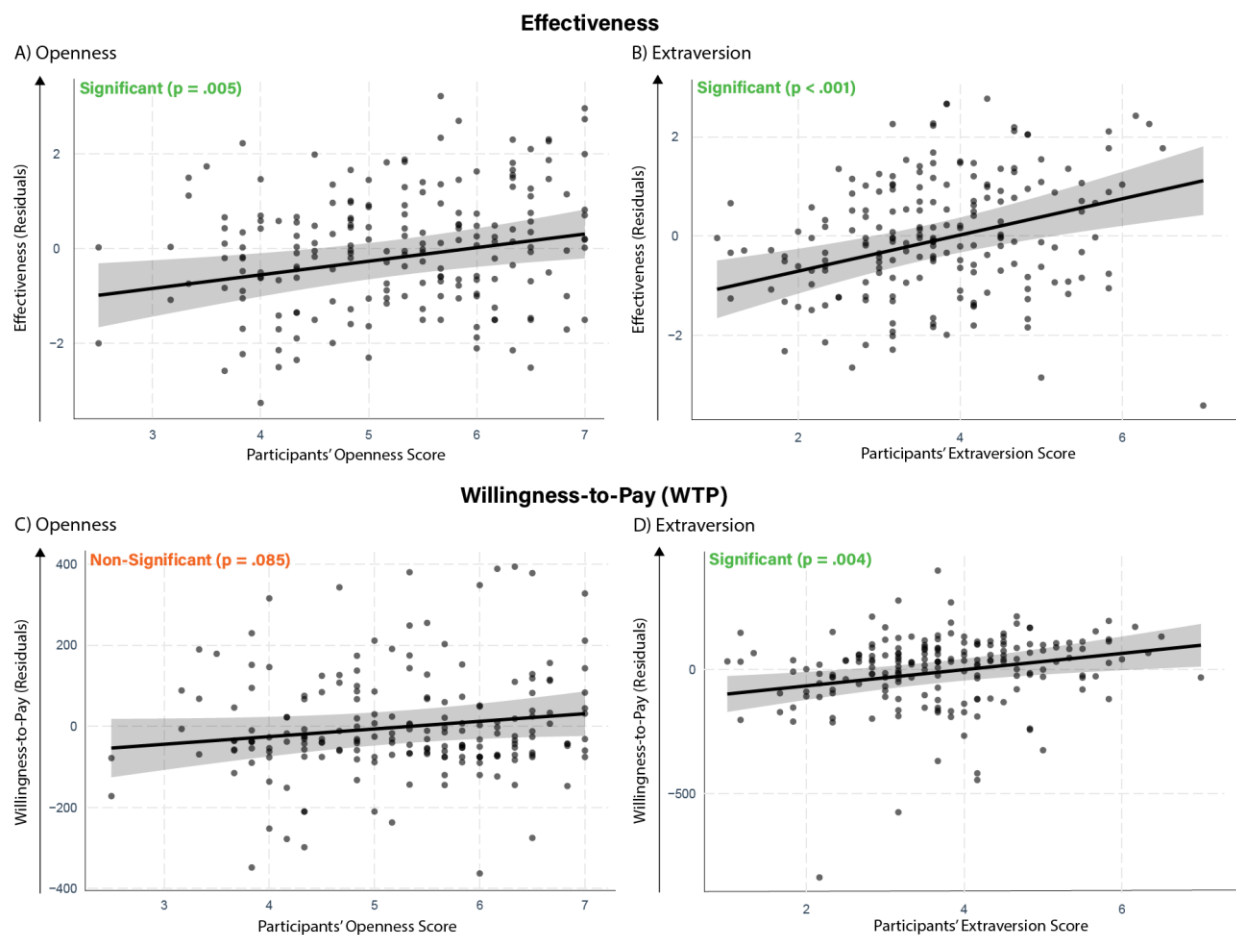 Effectiveness
A) Openness
Significant (p = .005)
2
0
−2
Effectiveness (Residuals)
3 4 5 6 7
Participants' Openness Score
B) Extraversion
Significant (p < .001)
2
0
−2
Effectiveness (Residuals)
2 4 6
Participants' Extraversion Score
Willingness-to-Pay (WTP)
C) Openness
Non-Significant (p = .085)
400
200
0
−200
−400
Willingness-to-Pay (Residuals)
3 4 5 6 7
Participants' Openness Score
D) Extraversion
Significant (p = .004)
0
−500
Willingness-to-Pay (Residuals)
2 4 6
Participants' Extraversion Score